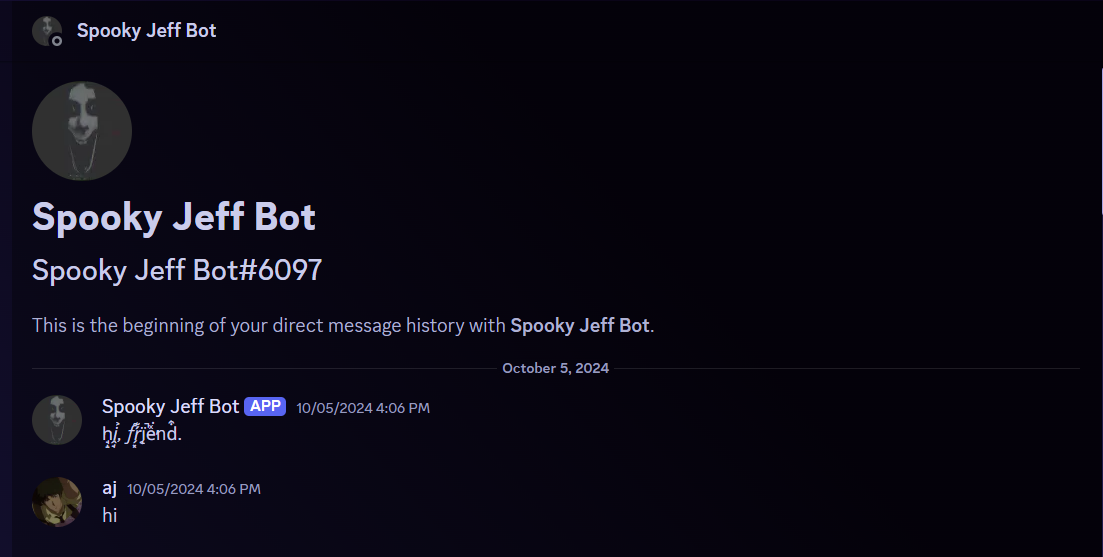 Spooky Jeff Bot
Spooky Jeff Bot
Spooky Jeff Bot#6097
This is the beginning of your direct message history with Spooky Jeff Bot.
October 5, 2024
Spooky Jeff Bot APP 10/05/2024 4:06 PM
hi, friend.
aj 10/05/2024 4:06 PM
hi